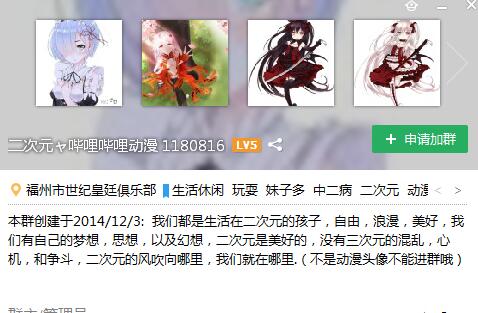 二次元ャ哔哩哔哩动漫 1180816 LV5
+ 申请加群
福州市世纪皇廷俱乐部 生活休闲 玩耍 妹子多 中二病 二次元 动漫 < >
本群创建于2014/12/3: 我们都是生活在二次元的孩子，自由，浪漫，美好，我
们有自己的梦想，思想，以及幻想，二次元是美好的，没有三次元的混乱，心
机，和争斗，二次元的风吹向哪里，我们就在哪里.（不是动漫头像不能进群哦）
群主/管理员